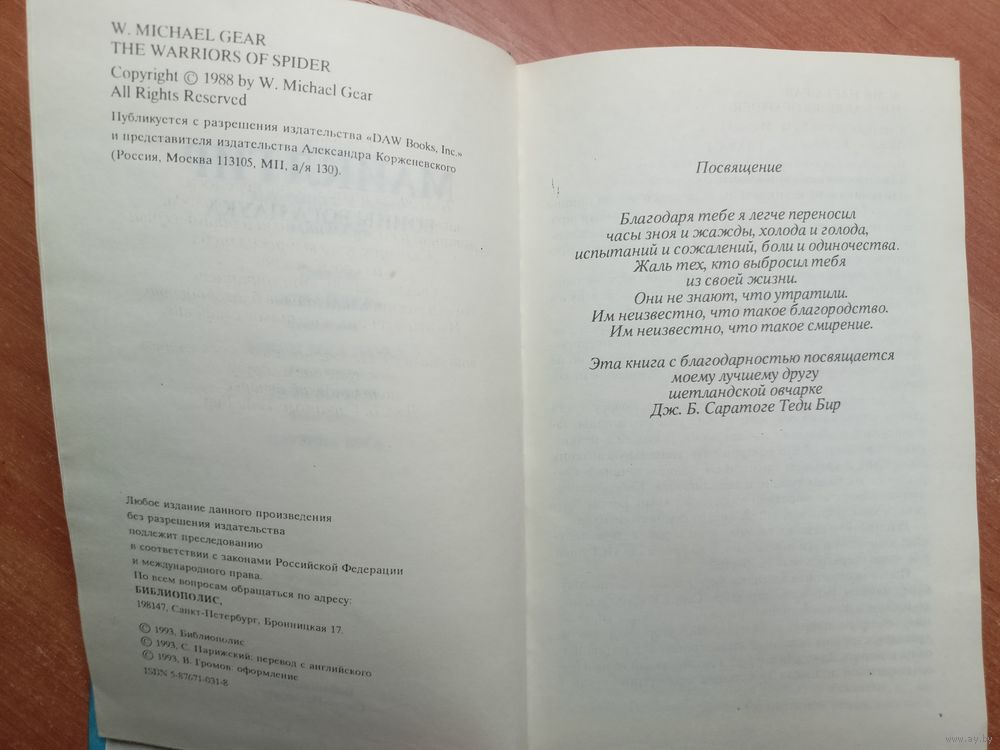 W. MICHAEL GEAR
THE WARRIORS OF SPIDER
Copyright © 1988 by W. Michael Gear
All Rights Reserved
Публикуется с разрешения издательства «DAW Books, Inc.»
и представителя издательства Александра Корженевского
(Россия, Москва 113105, МП, а/я 130).
Любое издание данного произведения
без разрешения издательства
подлежит преследованию
в соответствии с законами Российской Федерации
и международного права.
По всем вопросам обращаться по адресу:
БИБЛИОПОЛИС,
198147, Санкт-Петербург, Бронницкая 17.
© 1993, Библиополис
© 1993, С. Парижский: перевод с английского
© 1993, В. Громов: оформление
ISBN 5-87671-031-8
Посвящение
Благодаря тебе я легче переносил
часы зноя и жажды, холода и голода,
испытаний и сожалений, боли и одиночества.
Жаль тех, кто выбросил тебя
из своей жизни.
Они не знают, что утратили.
Им неизвестно, что такое благородство.
Им неизвестно, что такое смирение.
Эта книга с благодарностью посвящается
моему лучшему другу
шетландской овчарке
Дж. Б. Саратоге Теди Бир
www.ay.by